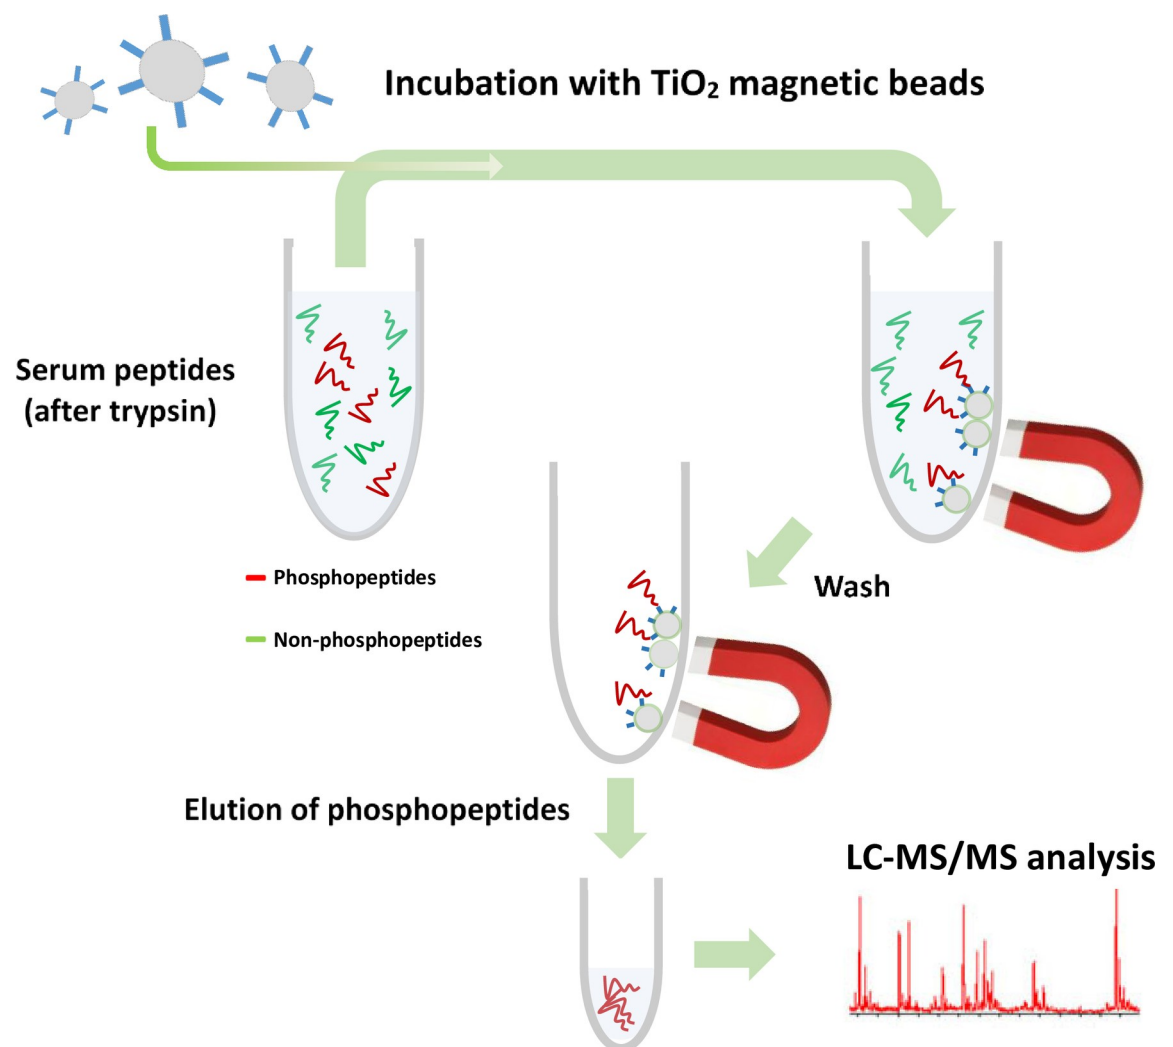 Incubation with TiO₂ magnetic beads
Serum peptides
(after trypsin)
Phosphopeptides
Non-phosphopeptides
Wash
Elution of phosphopeptides
LC-MS/MS analysis